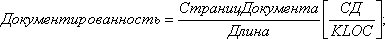 Документированность = СтраницДокумента / Длина [СД / KLOC];